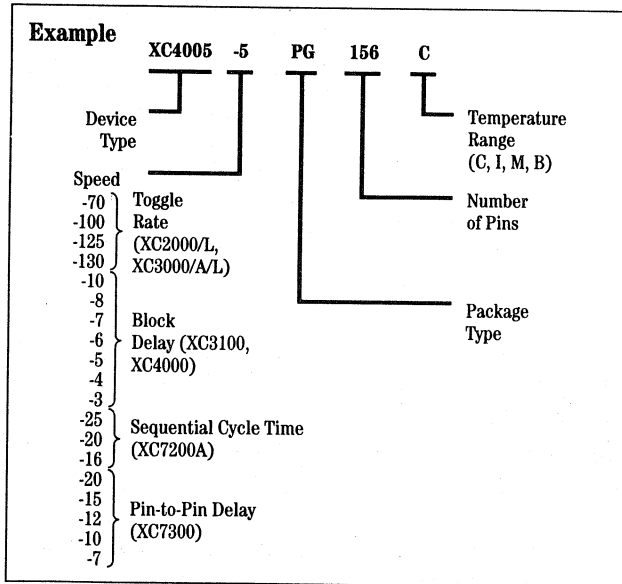 Example
XC4005 -5 PG 156 C
Device
Type
Temperature
Range
(C, I, M, B)
Number
of Pins
Package
Type
Speed
-70
-100
-125
-130
Toggle
Rate
(XC2000/L,
XC3000/A/L)
-10
-8
-7
-6
-5
-4
-3
Block
Delay (XC3100,
XC4000)
-25
-20
-16
Sequential Cycle Time
(XC7200A)
-20
-15
-12
-10
-7
Pin-to-Pin Delay
(XC7300)